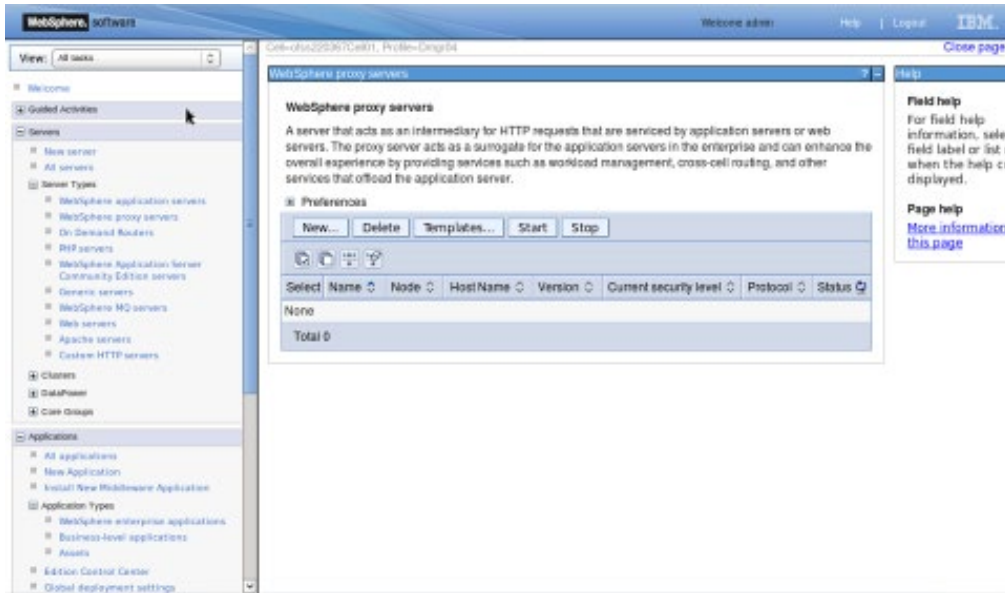 WebSphere. software
Welcome admin
Help | Logout
IBM.
View: All tasks
Profile=Dmgr04
Close page
Welcome
Guided Activities
Servers
New server
All servers
Server Types
WebSphere application servers
WebSphere proxy servers
On Demand Routers
PHP servers
WebSphere Application Server
Community Edition servers
Generic servers
WebSphere MQ servers
Web servers
Apache servers
Custom HTTP servers
Clusters
DataPower
Core Groups
Applications
All applications
New Application
Install New Middleware Application
Application Types
WebSphere enterprise applications
Business-level applications
Assets
Edition Control Center
Global deployment settings
WebSphere proxy servers
? -
WebSphere proxy servers
A server that acts as an intermediary for HTTP requests that are serviced by application servers or web
servers. The proxy server acts as a surrogate for the application servers in the enterprise and can enhance the
overall experience by providing services such as workload management, cross-cell routing, and other
services that offload the application server.
Preferences
New... Delete Templates... Start Stop
Select Name Node Host Name Version Current security level Protocol Status
None
Total 0
Help
Field help
For field help
information, sele
field label or list
when the help c
displayed.
Page help
More information
this page